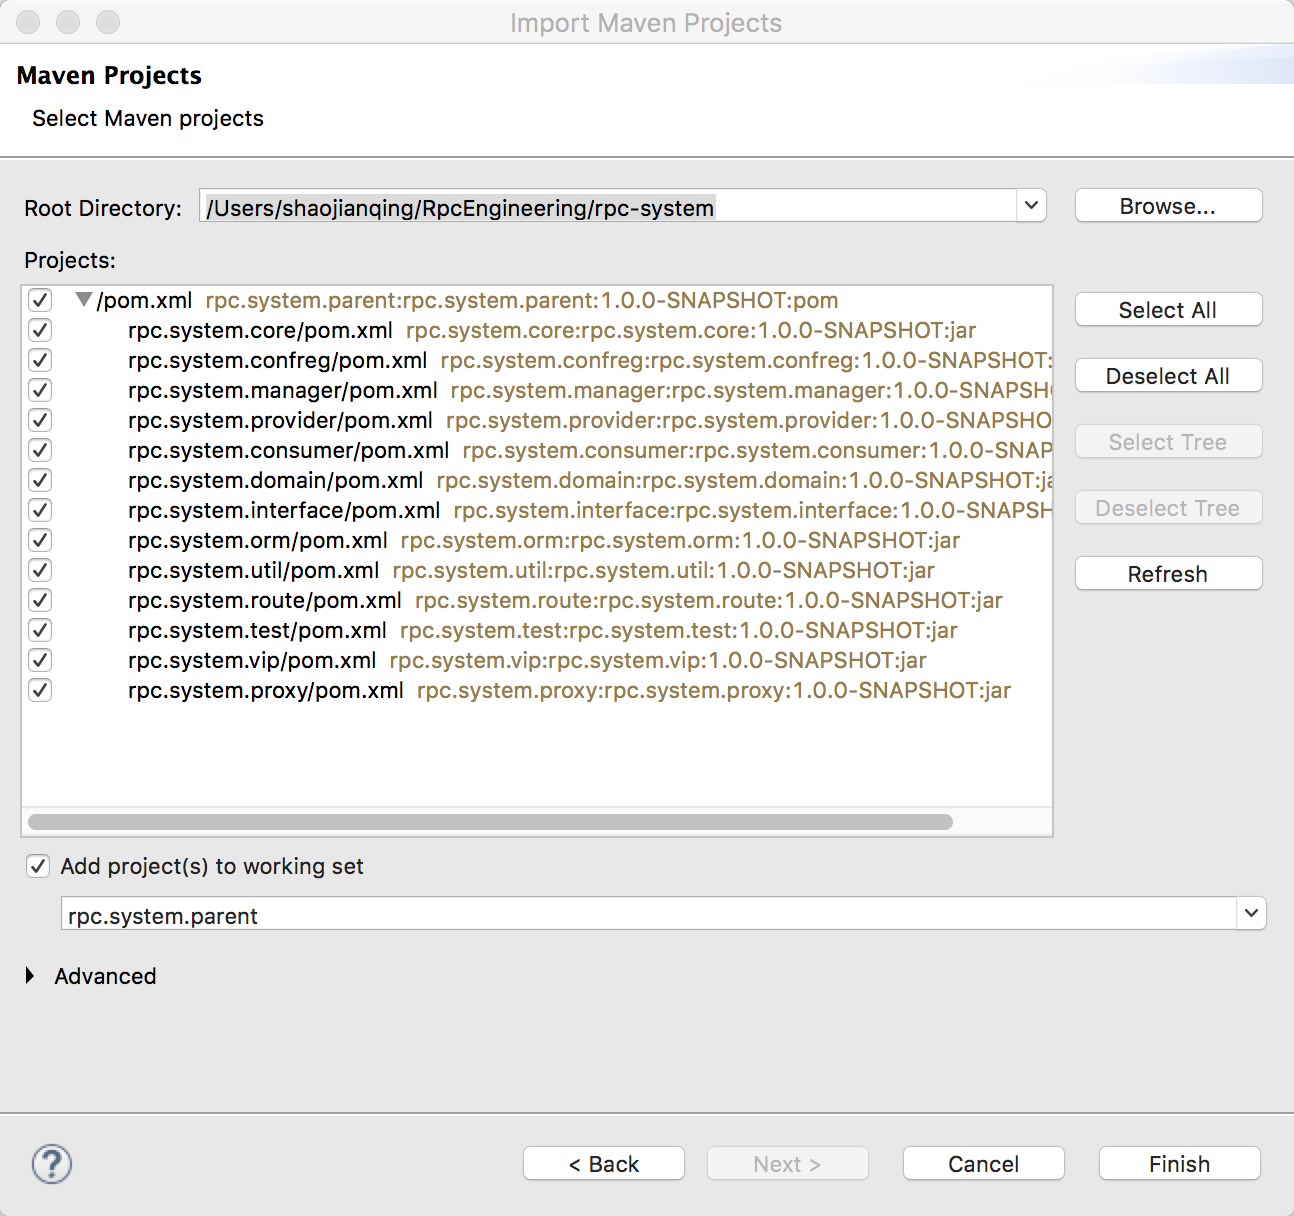 Import Maven Projects
Maven Projects
Select Maven projects
Root Directory: /Users/shaojianqing/RpcEngineering/rpc-system Browse...
Projects:
/pom.xml rpc.system.parent:rpc.system.parent:1.0.0-SNAPSHOT:pom
Select All
rpc.system.core/pom.xml rpc.system.core:rpc.system.core:1.0.0-SNAPSHOT:jar
rpc.system.confreg/pom.xml rpc.system.confreg:rpc.system.confreg:1.0.0-SNAPSHOT:
Deselect All
rpc.system.manager/pom.xml rpc.system.manager:rpc.system.manager:1.0.0-SNAPSH
rpc.system.provider/pom.xml rpc.system.provider:rpc.system.provider:1.0.0-SNAPSHO
Select Tree
rpc.system.consumer/pom.xml rpc.system.consumer:rpc.system.consumer:1.0.0-SNAP
rpc.system.domain/pom.xml rpc.system.domain:rpc.system.domain:1.0.0-SNAPSHOT:ja
Deselect Tree
rpc.system.interface/pom.xml rpc.system.interface:rpc.system.interface:1.0.0-SNAPSH
rpc.system.orm/pom.xml rpc.system.orm:rpc.system.orm:1.0.0-SNAPSHOT:jar
rpc.system.util/pom.xml rpc.system.util:rpc.system.util:1.0.0-SNAPSHOT:jar
Refresh
rpc.system.route/pom.xml rpc.system.route:rpc.system.route:1.0.0-SNAPSHOT:jar
rpc.system.test/pom.xml rpc.system.test:rpc.system.test:1.0.0-SNAPSHOT:jar
rpc.system.vip/pom.xml rpc.system.vip:rpc.system.vip:1.0.0-SNAPSHOT:jar
rpc.system.proxy/pom.xml rpc.system.proxy:rpc.system.proxy:1.0.0-SNAPSHOT:jar
Add project(s) to working set
rpc.system.parent
Advanced
? < Back Next > Cancel Finish